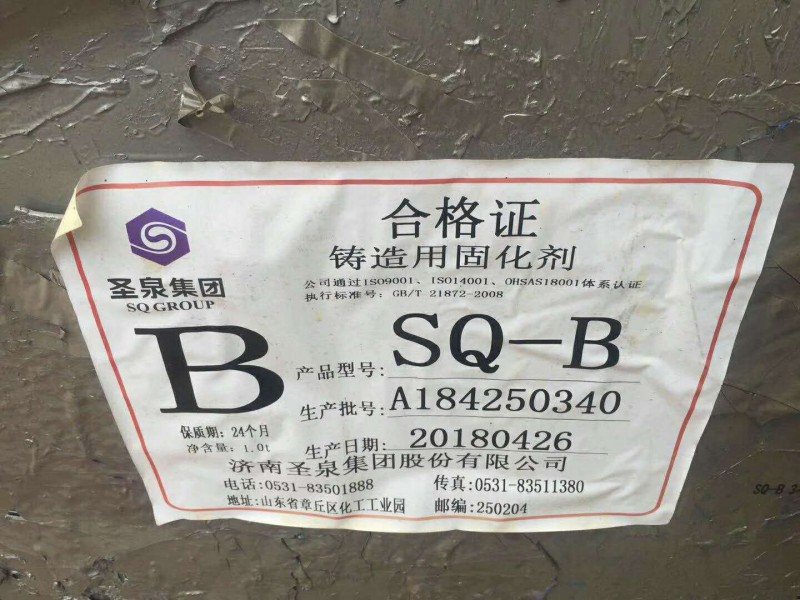 合格证
铸造用固化剂
公司通过ISO9001、ISO14001、OHSAS18001体系认证
执行标准号: GB/T 21872-2008
圣泉集团
SQ GROUP
B
产品型号: SQ-B
生产批号: A184250340
保质期: 24个月
生产日期: 20180426
净含量: 1.0t
济南圣泉集团股份有限公司
电话:0531-83501888 传真:0531-83511380
地址:山东省章丘区化工工业园 邮编:250204
SQ-B